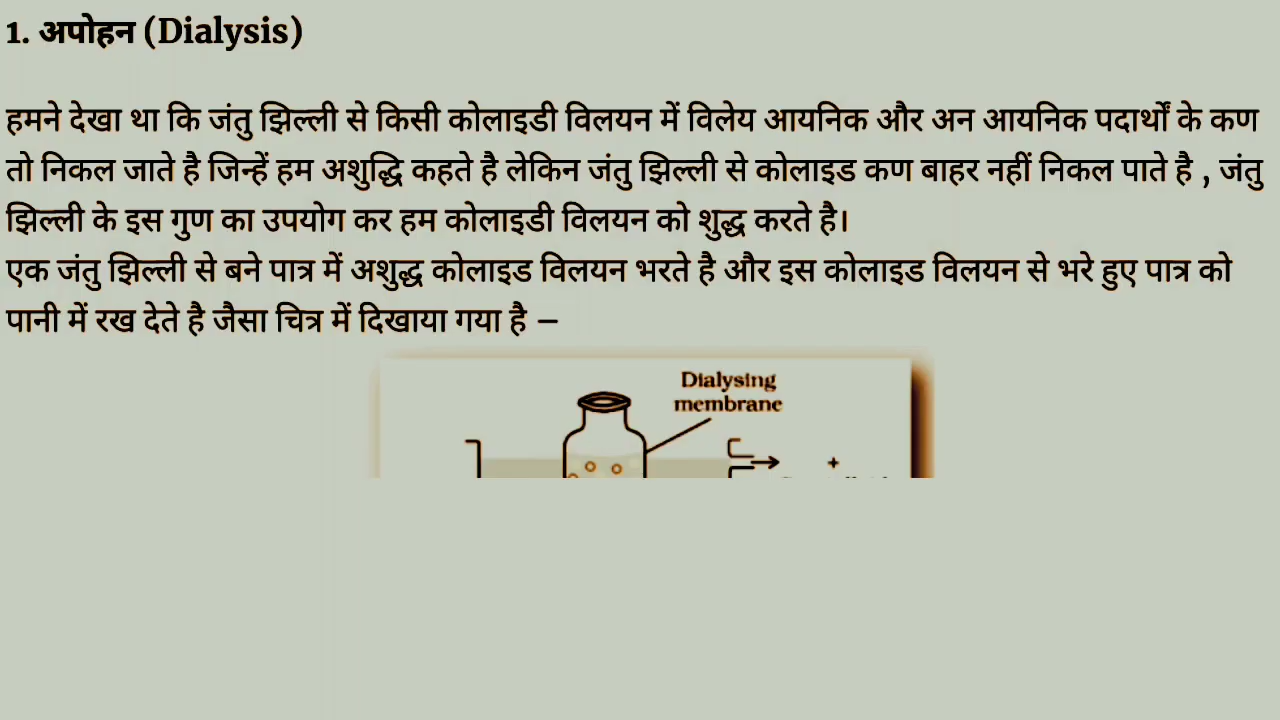 1. अपोहन (Dialysis)
हमने देखा था कि जंतु झिल्ली से किसी कोलाइडी विलयन में विलेय आयनिक और अन आयनिक पदार्थों के कण
तो निकल जाते है जिन्हें हम अशुद्धि कहते है लेकिन जंतु झिल्ली से कोलाइड कण बाहर नहीं निकल पाते है , जंतु
झिल्ली के इस गुण का उपयोग कर हम कोलाइडी विलयन को शुद्ध करते है।
एक जंतु झिल्ली से बने पात्र में अशुद्ध कोलाइड विलयन भरते है और इस कोलाइड विलयन से भरे हुए पात्र को
पानी में रख देते है जैसा चित्र में दिखाया गया है –
Dialysing
membrane
+